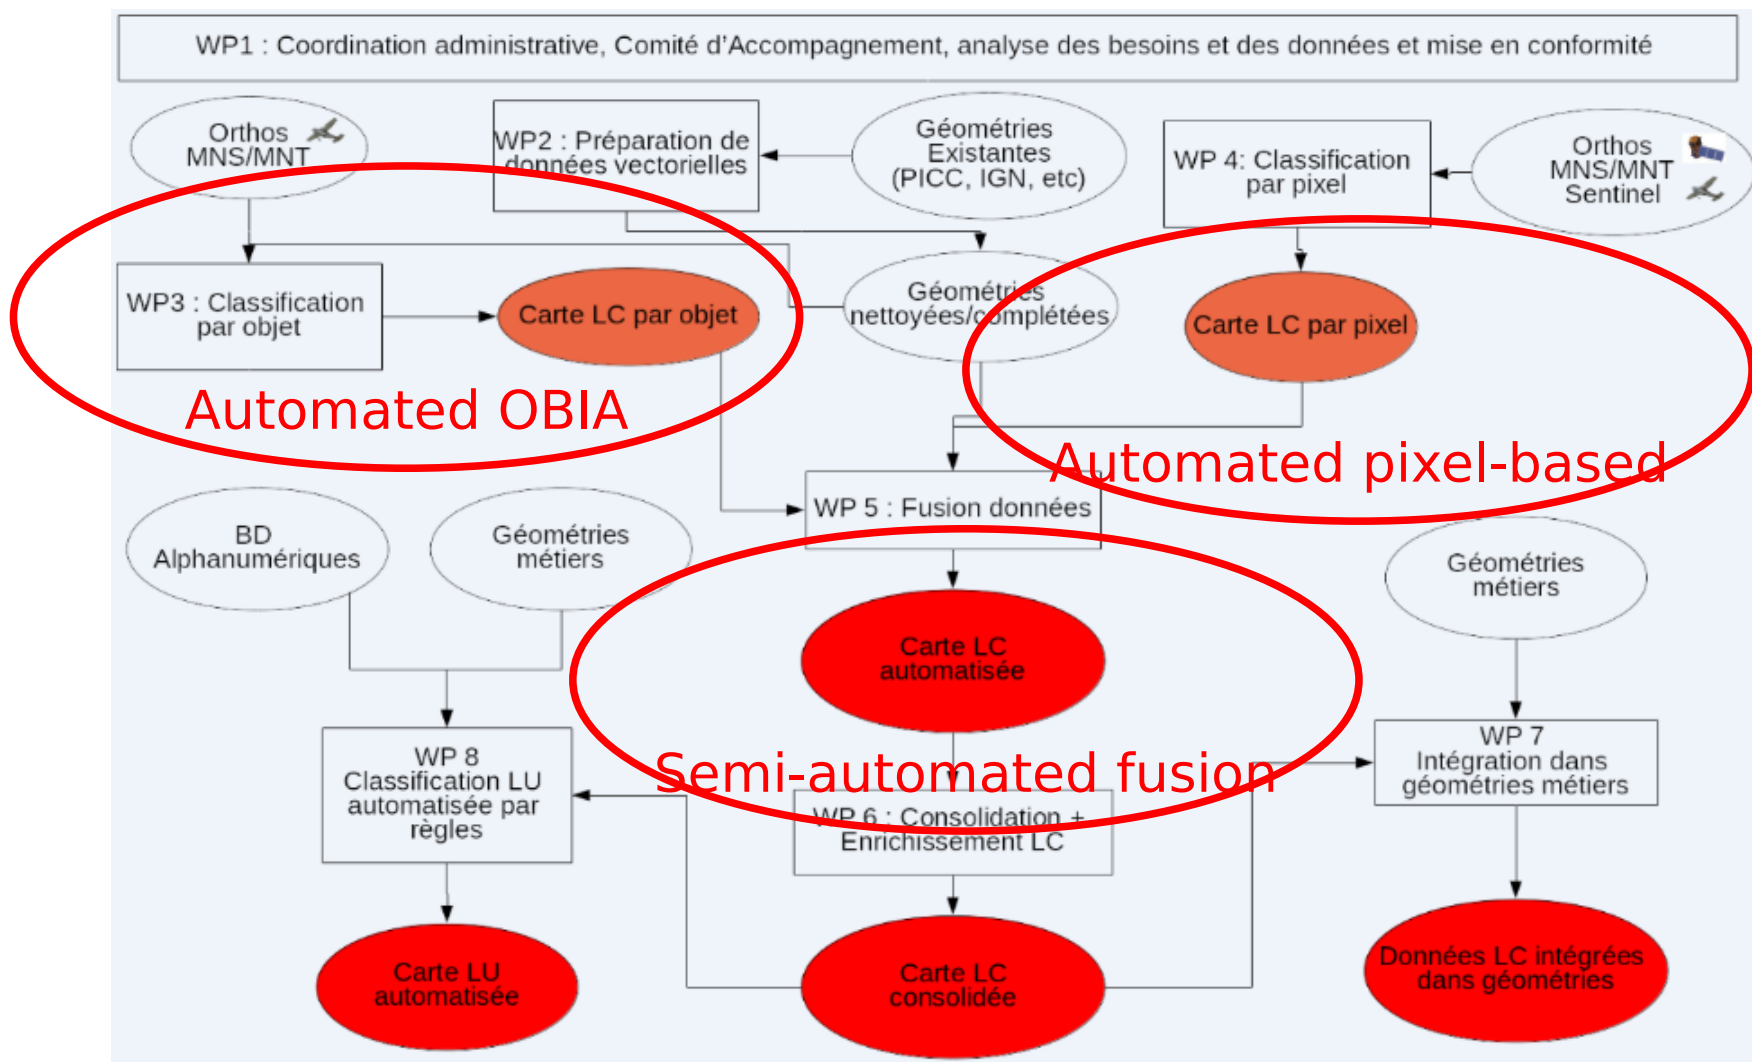 WP1 : Coordination administrative, Comité d'Accompagnement, analyse des besoins et des données et mise en conformité
Orthos
MNS/MNT
WP2 : Préparation de
données vectorielles
Géométries
Existantes
(PICC, IGN, etc)
WP 4: Classification
par pixel
Orthos
MNS/MNT
Sentinel
WP3 : Classification
par objet
Carte LC par objet
Géométries
nettoyées/complétées
Carte LC par pixel
Automated OBIA
Automated pixel-based
WP 5 : Fusion données
BD
Alphanumériques
Géométries
métiers
Géométries
métiers
Carte LC
automatisée
Semi-automated fusion
WP 8
Classification LU
automatisée par
règles
WP 6 : Consolidation +
Enrichissement LC
WP 7
Intégration dans
géométries métiers
Carte LU
automatisée
Carte LC
consolidée
Données LC intégrées
dans géométries